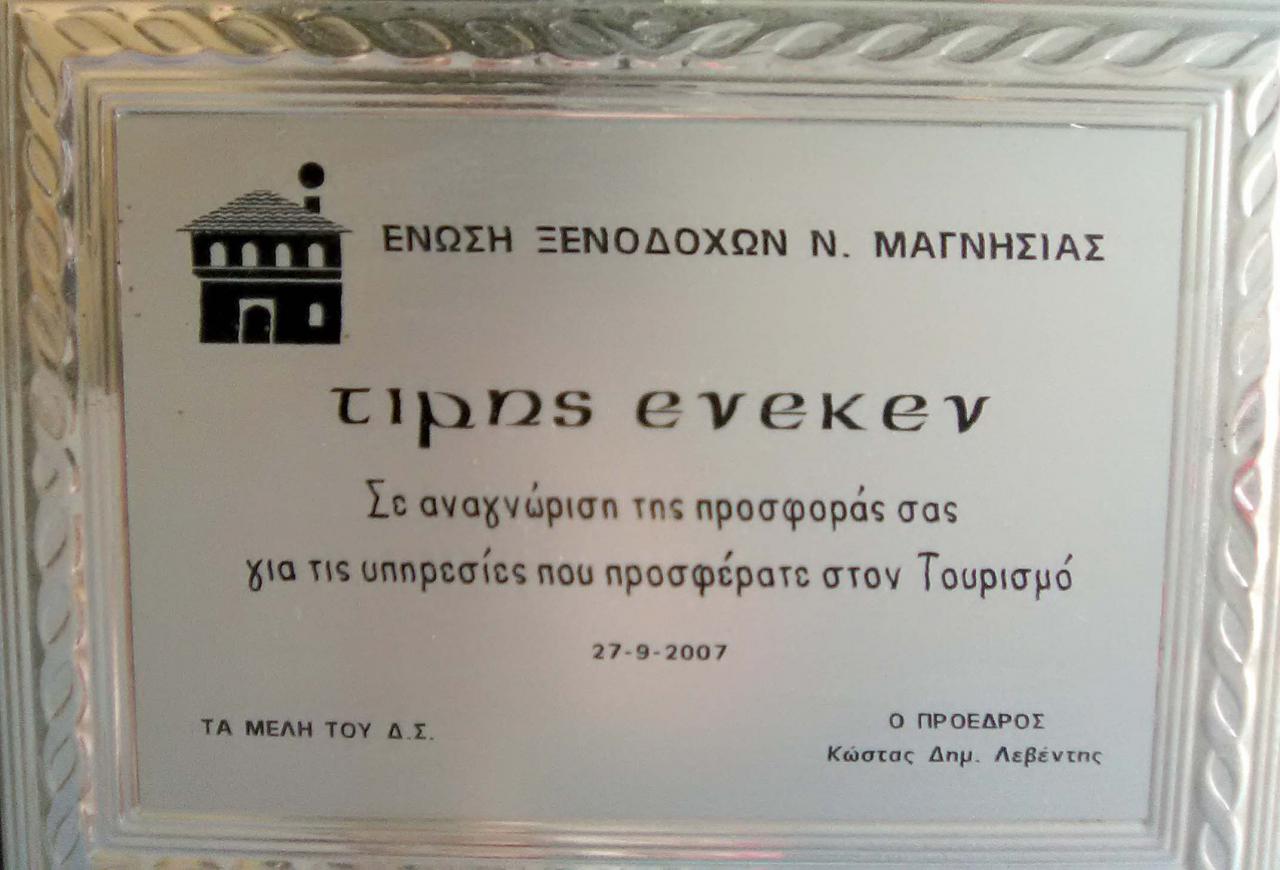 ΕΝΩΣΗ ΞΕΝΟΔΟΧΩΝ Ν. ΜΑΓΝΗΣΙΑΣ
τιμης ενεκεν
Σε αναγνώριση της προσφοράς σας
για τις υπηρεσίες που προσφέρατε στον Τουρισμό
27-9-2007
ΤΑ ΜΕΛΗ ΤΟΥ Δ.Σ.
Ο ΠΡΟΕΔΡΟΣ
Κώστας Δημ. Λεβέντης